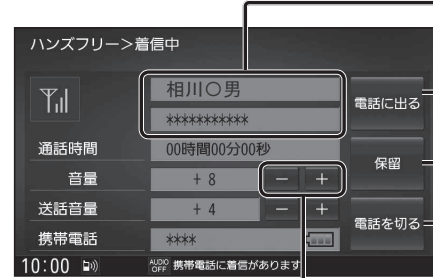 ハンズフリー>着信中
相川○男
***********
電話に出る
通話時間 00時間00分00秒
保留
音量 + 8 − +
送話音量 + 4 − +
電話を切る
携帯電話 ****
10:00 AUDIO OFF 携帯電話に着信があります